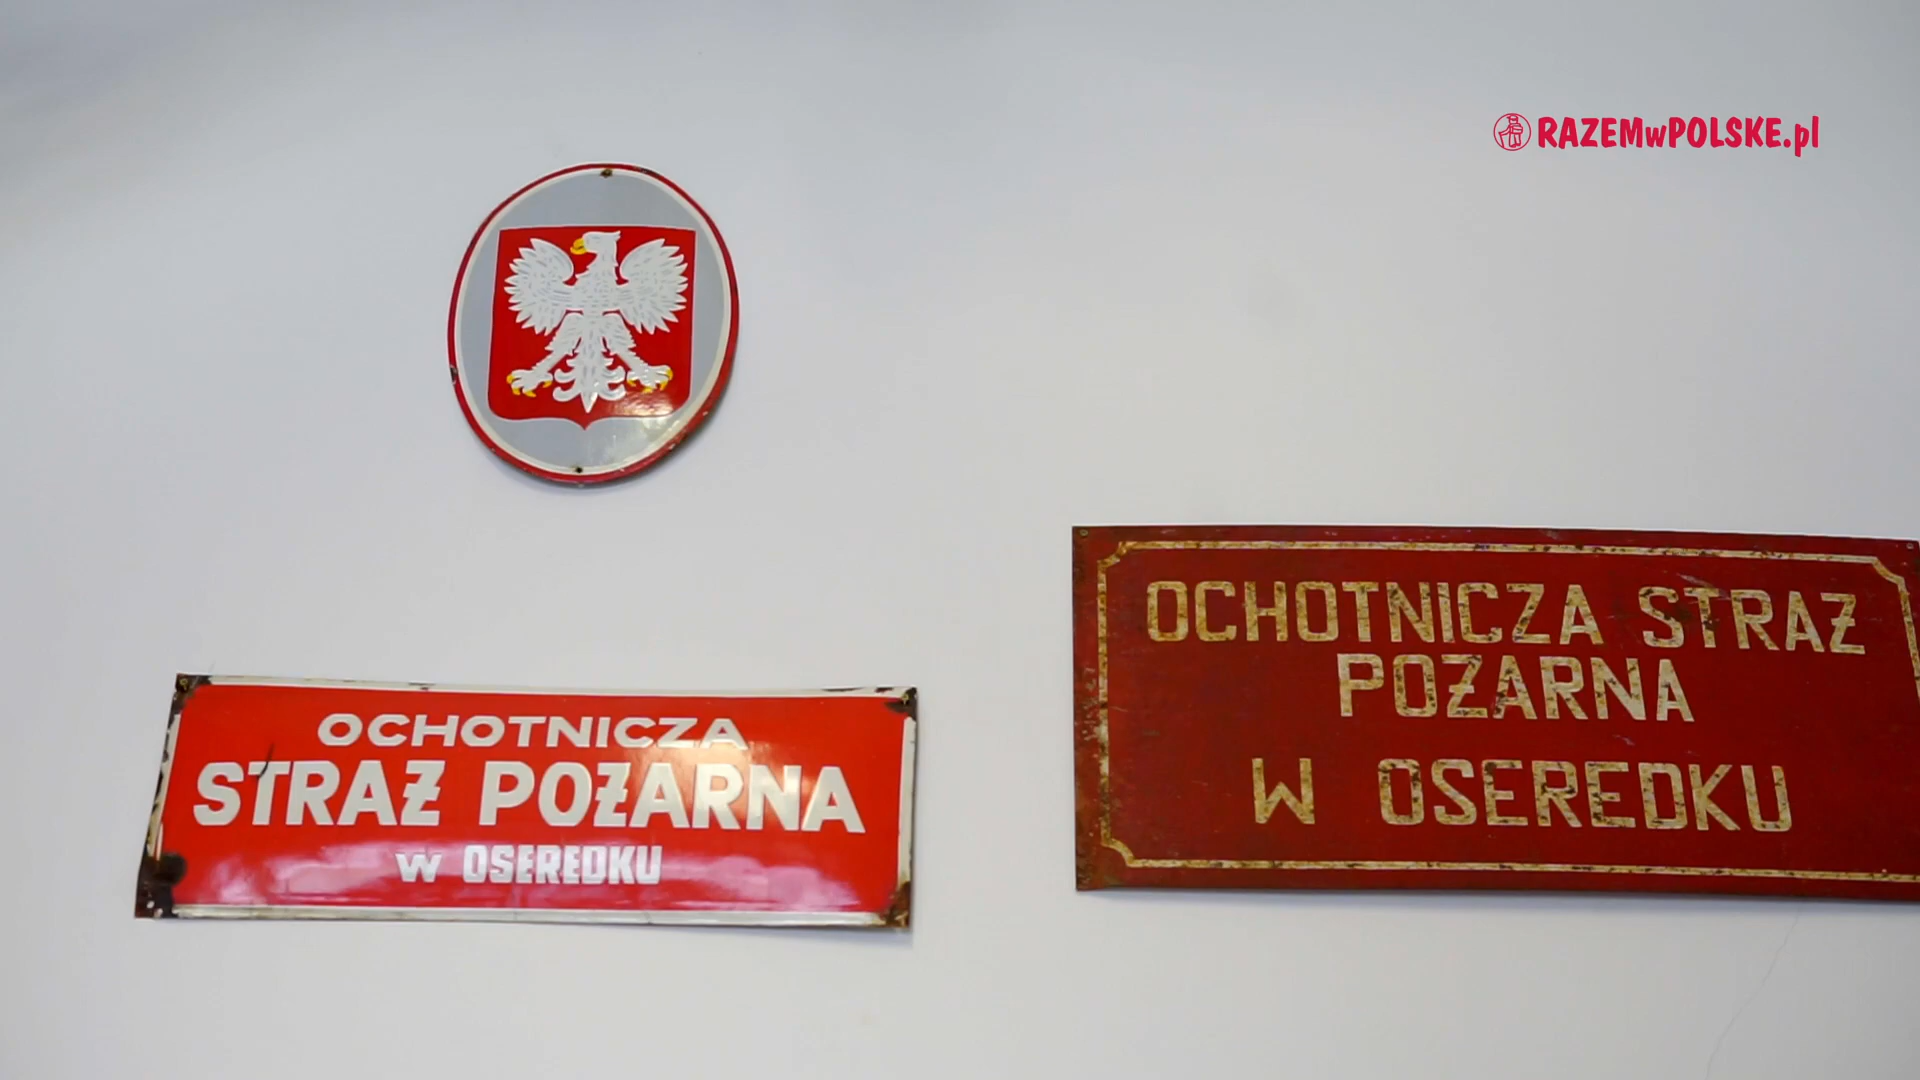 RAZEMwPOLSKE.pl
OCHOTNICZA
STRAŻ POŻARNA
w OSEREDKU
OCHOTNICZA STRAŻ
POŻARNA
W OSEREDKU